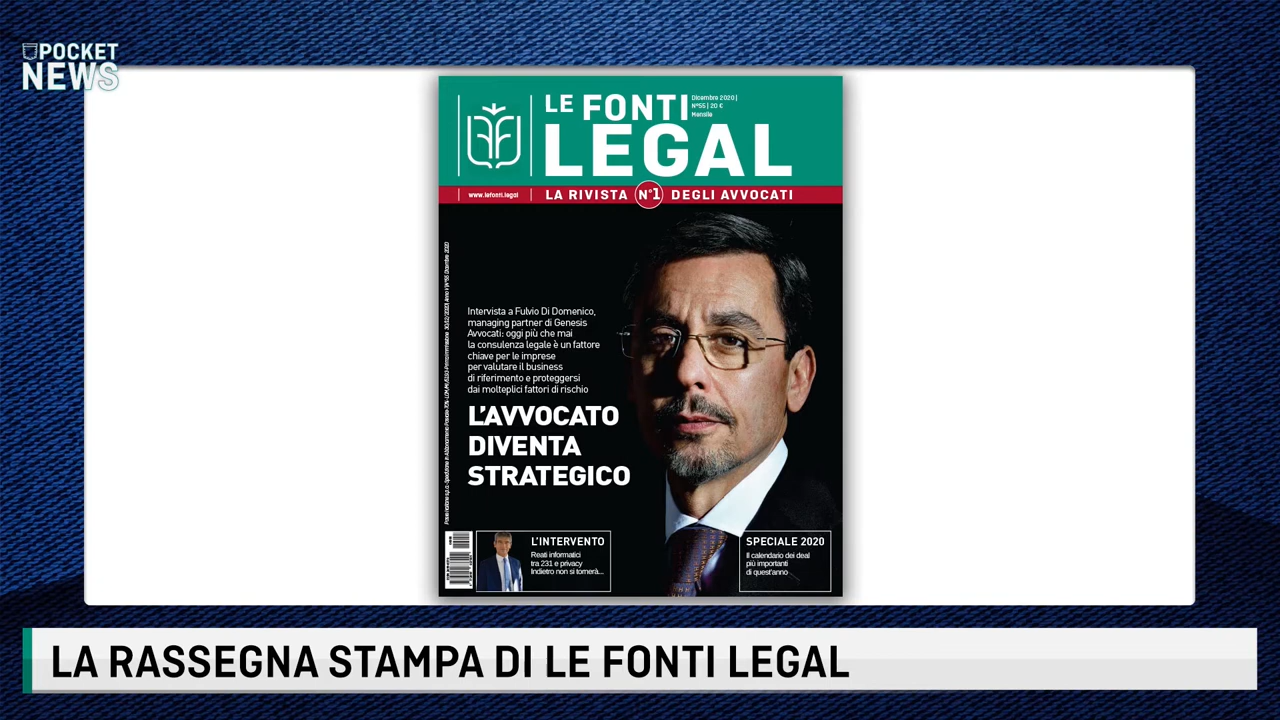 POCKET
NEWS
LE FONTI
LEGAL
Dicembre 2020 |
N°55 | 20 €
Mensile
www.lefonti.legal
LA RIVISTA N°1 DEGLI AVVOCATI
Intervista a Fulvio Di Domenico,
managing partner di Genesis
Avvocati: oggi più che mai
la consulenza legale è un fattore
chiave per le imprese
per valutare il business
di riferimento e proteggersi
dai molteplici fattori di rischio
L'AVVOCATO
DIVENTA
STRATEGICO
L'INTERVENTO
Reati informatici
tra 231 e privacy
Indietro non si tornerà...
SPECIALE 2020
Il calendario dei deal
più importanti
di quest'anno
LA RASSEGNA STAMPA DI LE FONTI LEGAL